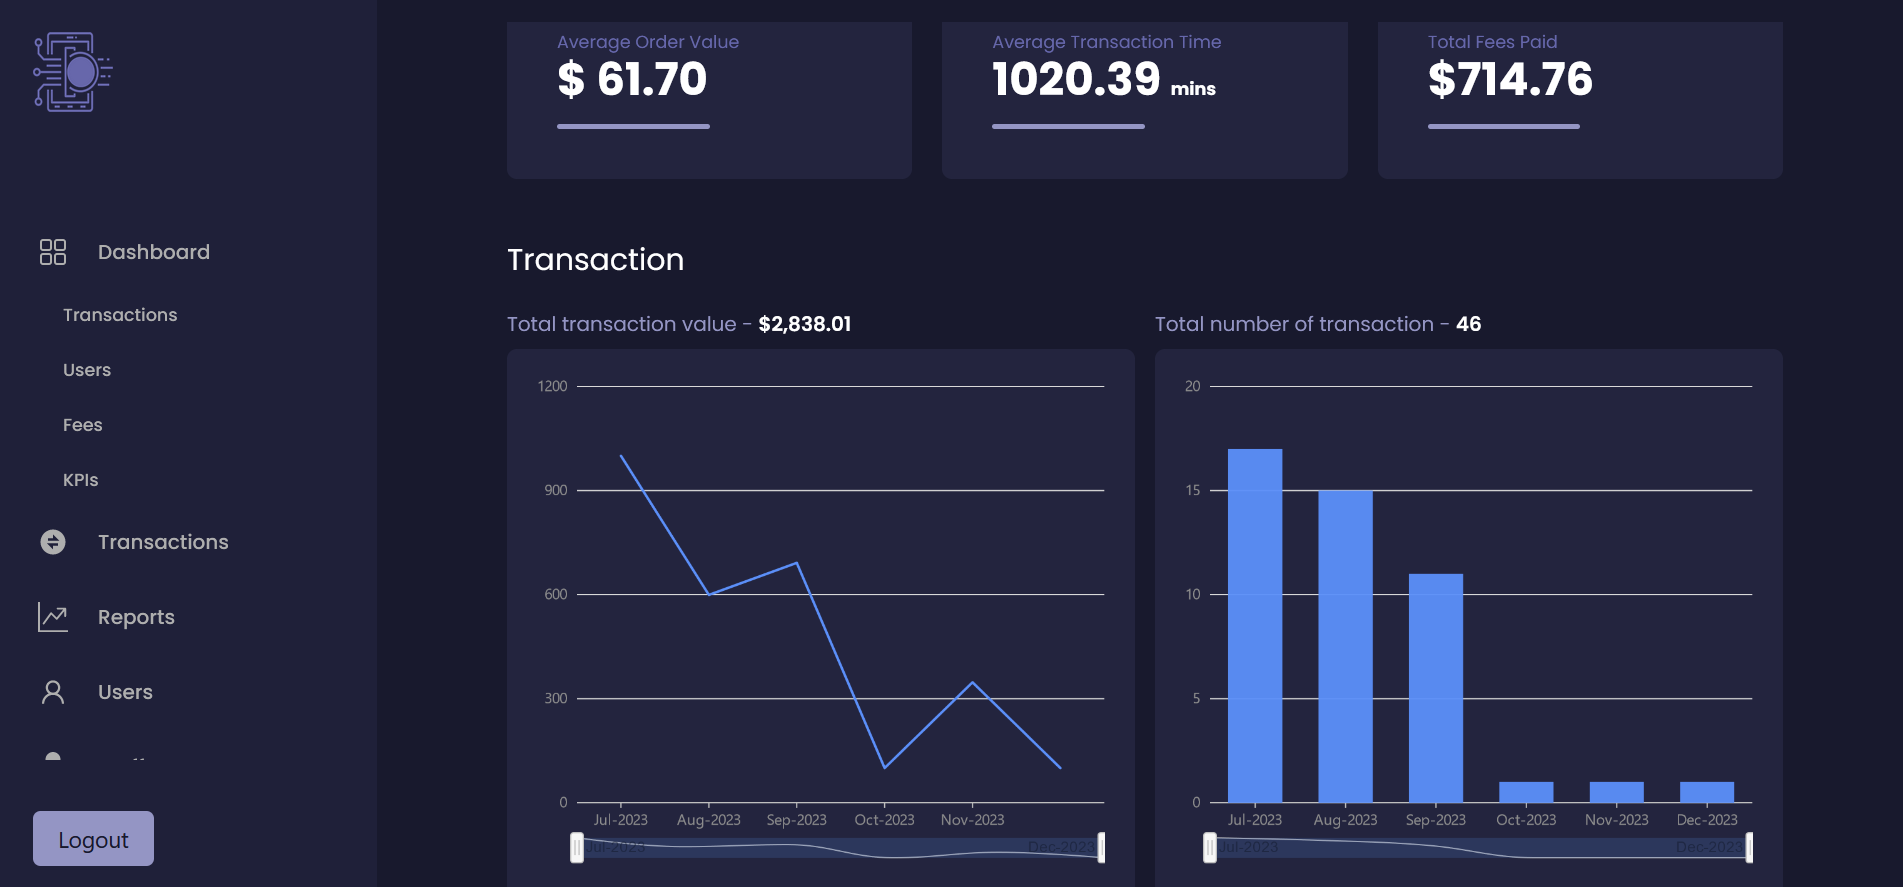 Average Order Value
$ 61.70
Average Transaction Time
1020.39 mins
Total Fees Paid
$714.76
Dashboard
Transactions
Users
Fees
KPIs
Transactions
Reports
Users
Logout
Transaction
Total transaction value - $2,838.01
1200
900
600
300
0
Jul-2023 Aug-2023 Sep-2023 Oct-2023 Nov-2023
Jul-2023 Dec-2023
Total number of transaction - 46
20
15
10
5
0
Jul-2023 Aug-2023 Sep-2023 Oct-2023 Nov-2023 Dec-2023
Jul-2023 Dec-2023